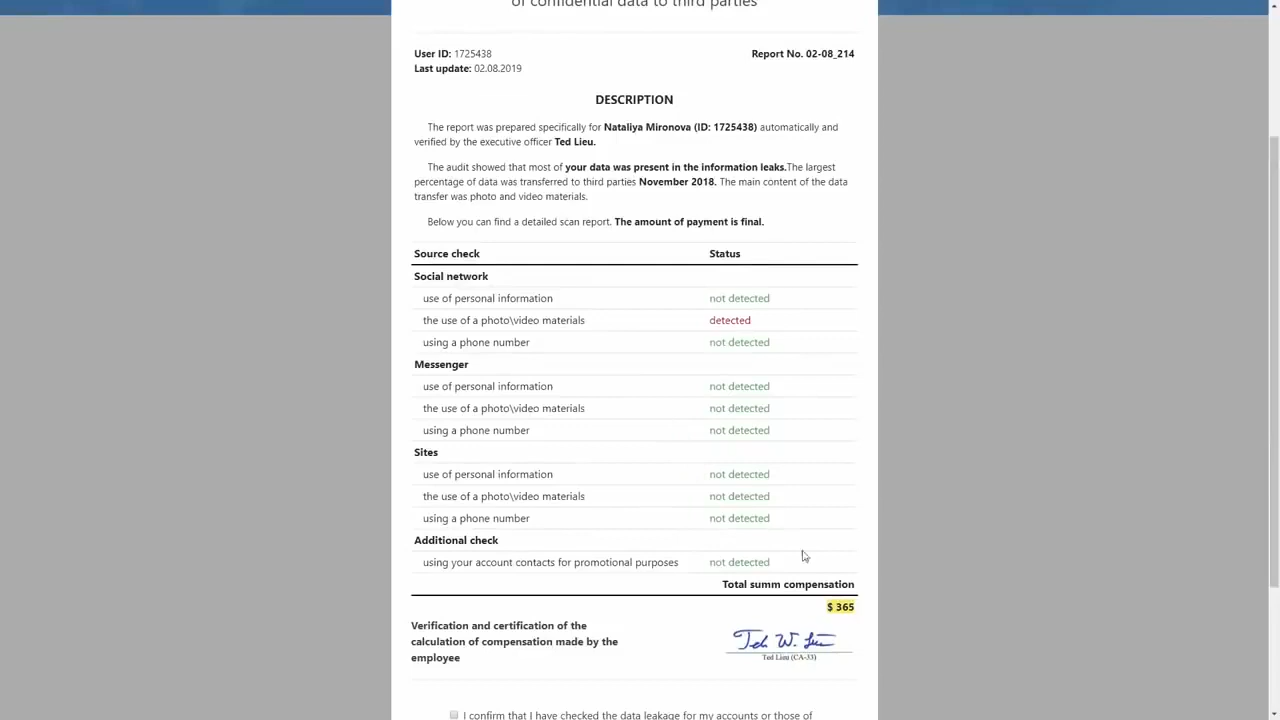 of confidential data to third parties
User ID: 1725438
Report No. 02-08_214
Last update: 02.08.2019
DESCRIPTION
The report was prepared specifically for Nataliya Mironova (ID: 1725438) automatically and
verified by the executive officer Ted Lieu.
The audit showed that most of your data was present in the information leaks.The largest
percentage of data was transferred to third parties November 2018. The main content of the data
transfer was photo and video materials.
Below you can find a detailed scan report. The amount of payment is final.
Source check Status
Social network
use of personal information not detected
the use of a photo\video materials detected
using a phone number not detected
Messenger
use of personal information not detected
the use of a photo\video materials not detected
using a phone number not detected
Sites
use of personal information not detected
the use of a photo\video materials not detected
using a phone number not detected
Additional check
using your account contacts for promotional purposes not detected
Total summ compensation
$ 365
Verification and certification of the
calculation of compensation made by the
employee
Ted W. Lieu
Ted Lieu (CA-33)
I confirm that I have checked the data leakage for my accounts or those of